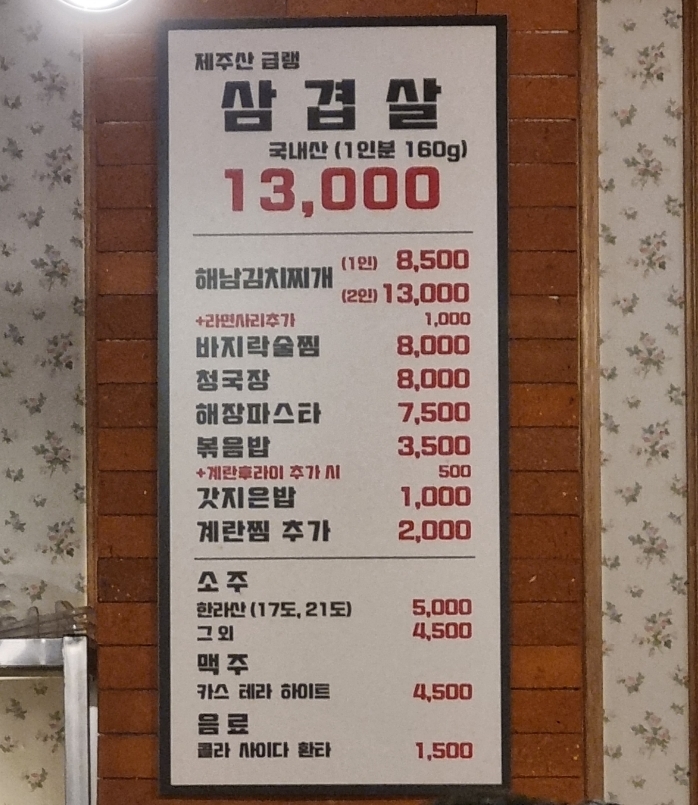 제주산 급랭
삼겹살
국내산 (1인분 160g)
13,000
해남김치찌개 (1인) 8,500
(2인) 13,000
+라면사리추가 1,000
바지락술찜 8,000
청국장 8,000
해장파스타 7,500
볶음밥 3,500
+계란후라이 추가 시 500
갓지은밥 1,000
계란찜 추가 2,000
소주
한라산 (17도, 21도) 5,000
그 외 4,500
맥주
카스 테라 하이트 4,500
음료
콜라 사이다 환타 1,500